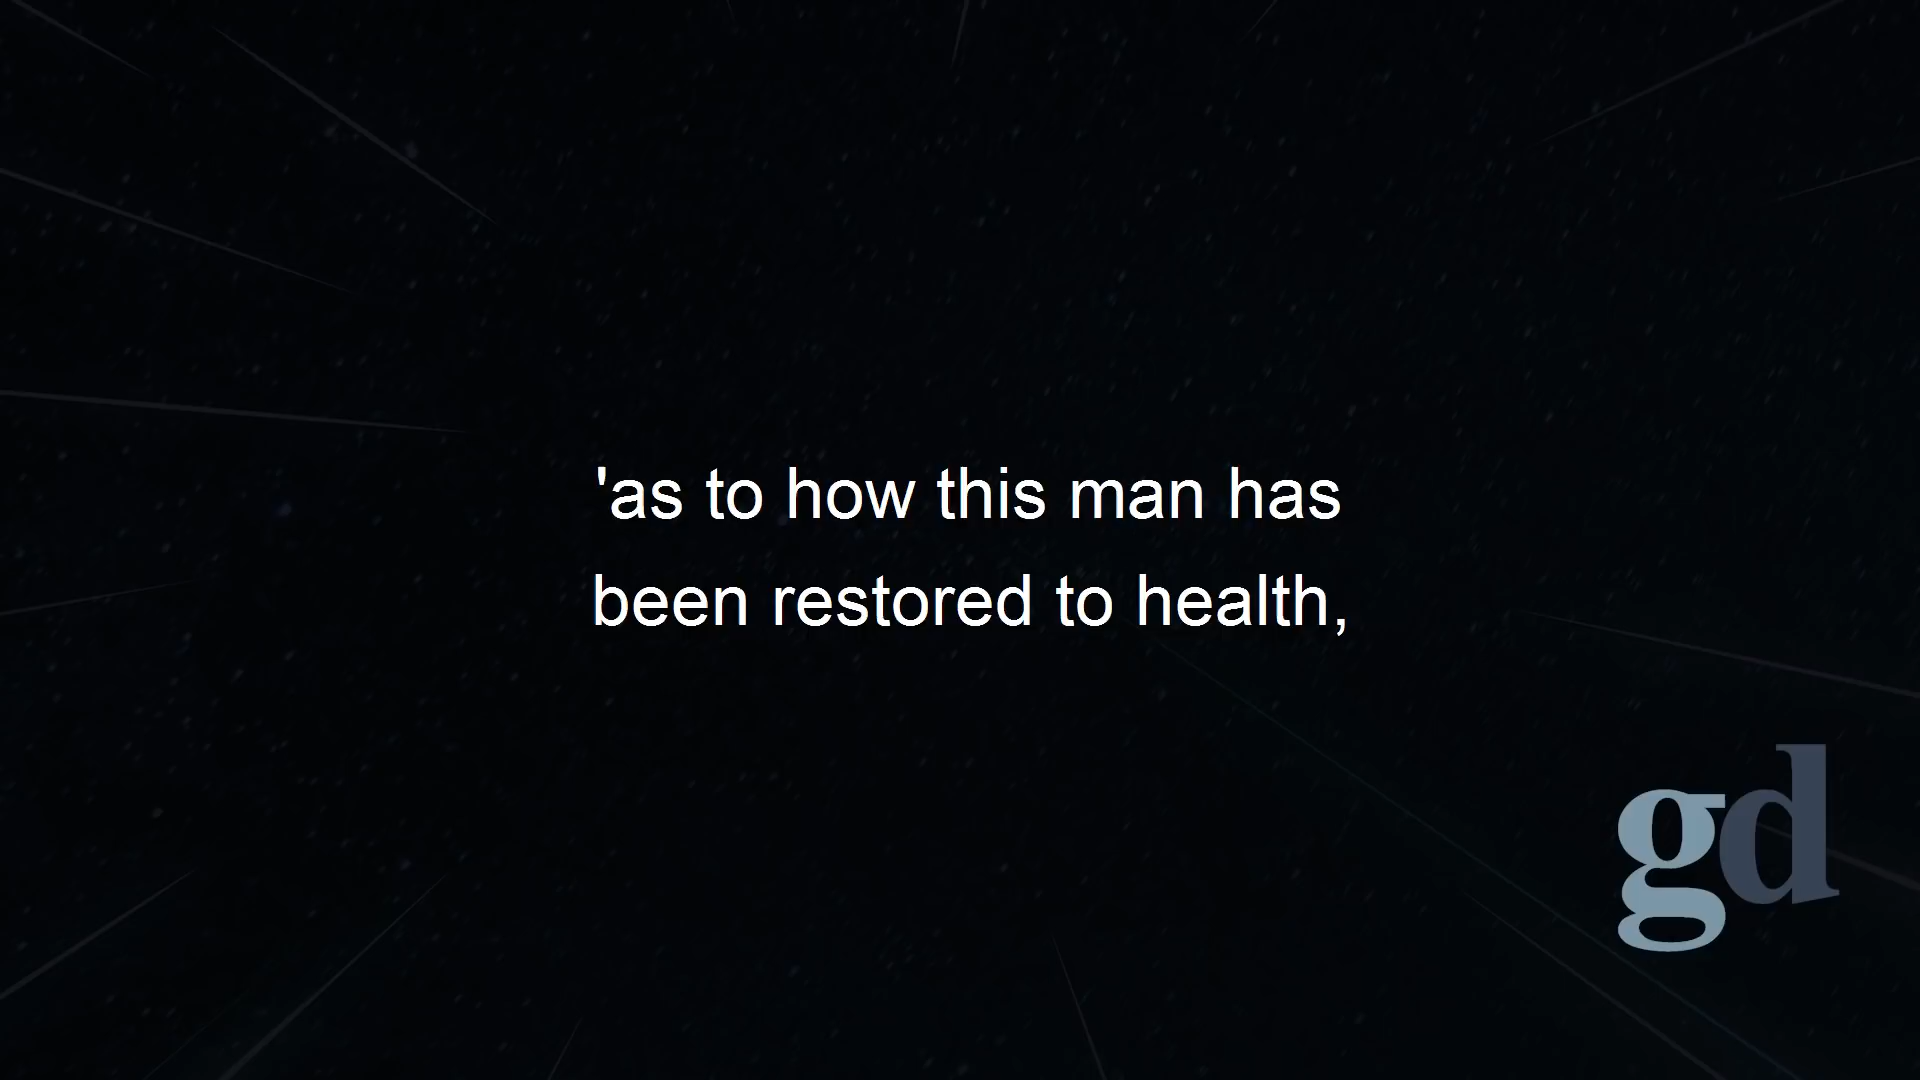 'as to how this man has
been restored to health,
gd